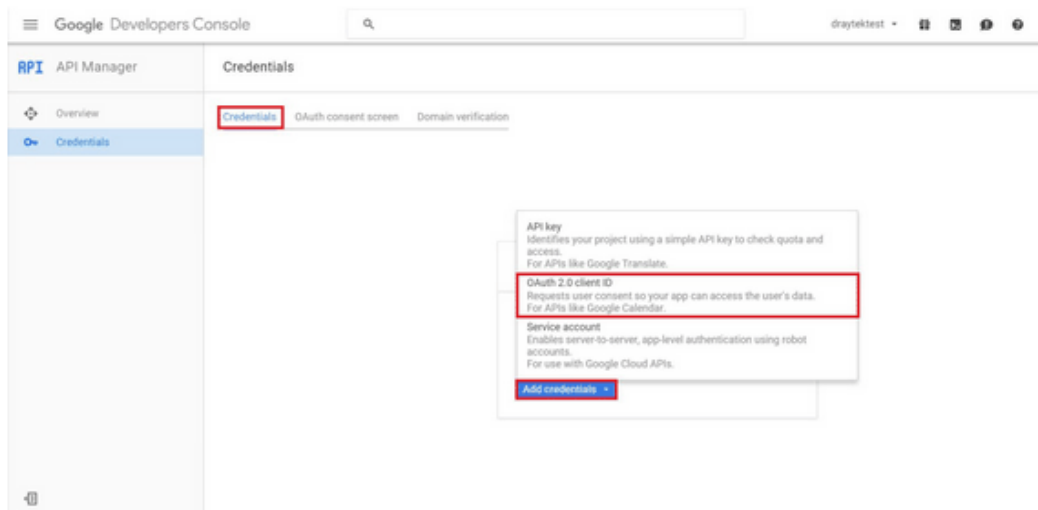 Google Developers Console
draytektest
API API Manager
Credentials
Overview
Credentials
Credentials OAuth consent screen Domain verification
API key
Identifies your project using a simple API key to check quota and
access.
For APIs like Google Translate.
OAuth 2.0 client ID
Requests user consent so your app can access the user's data.
For APIs like Google Calendar.
Service account
Enables server-to-server, app-level authentication using robot
accounts.
For use with Google Cloud APIs.
Add credentials